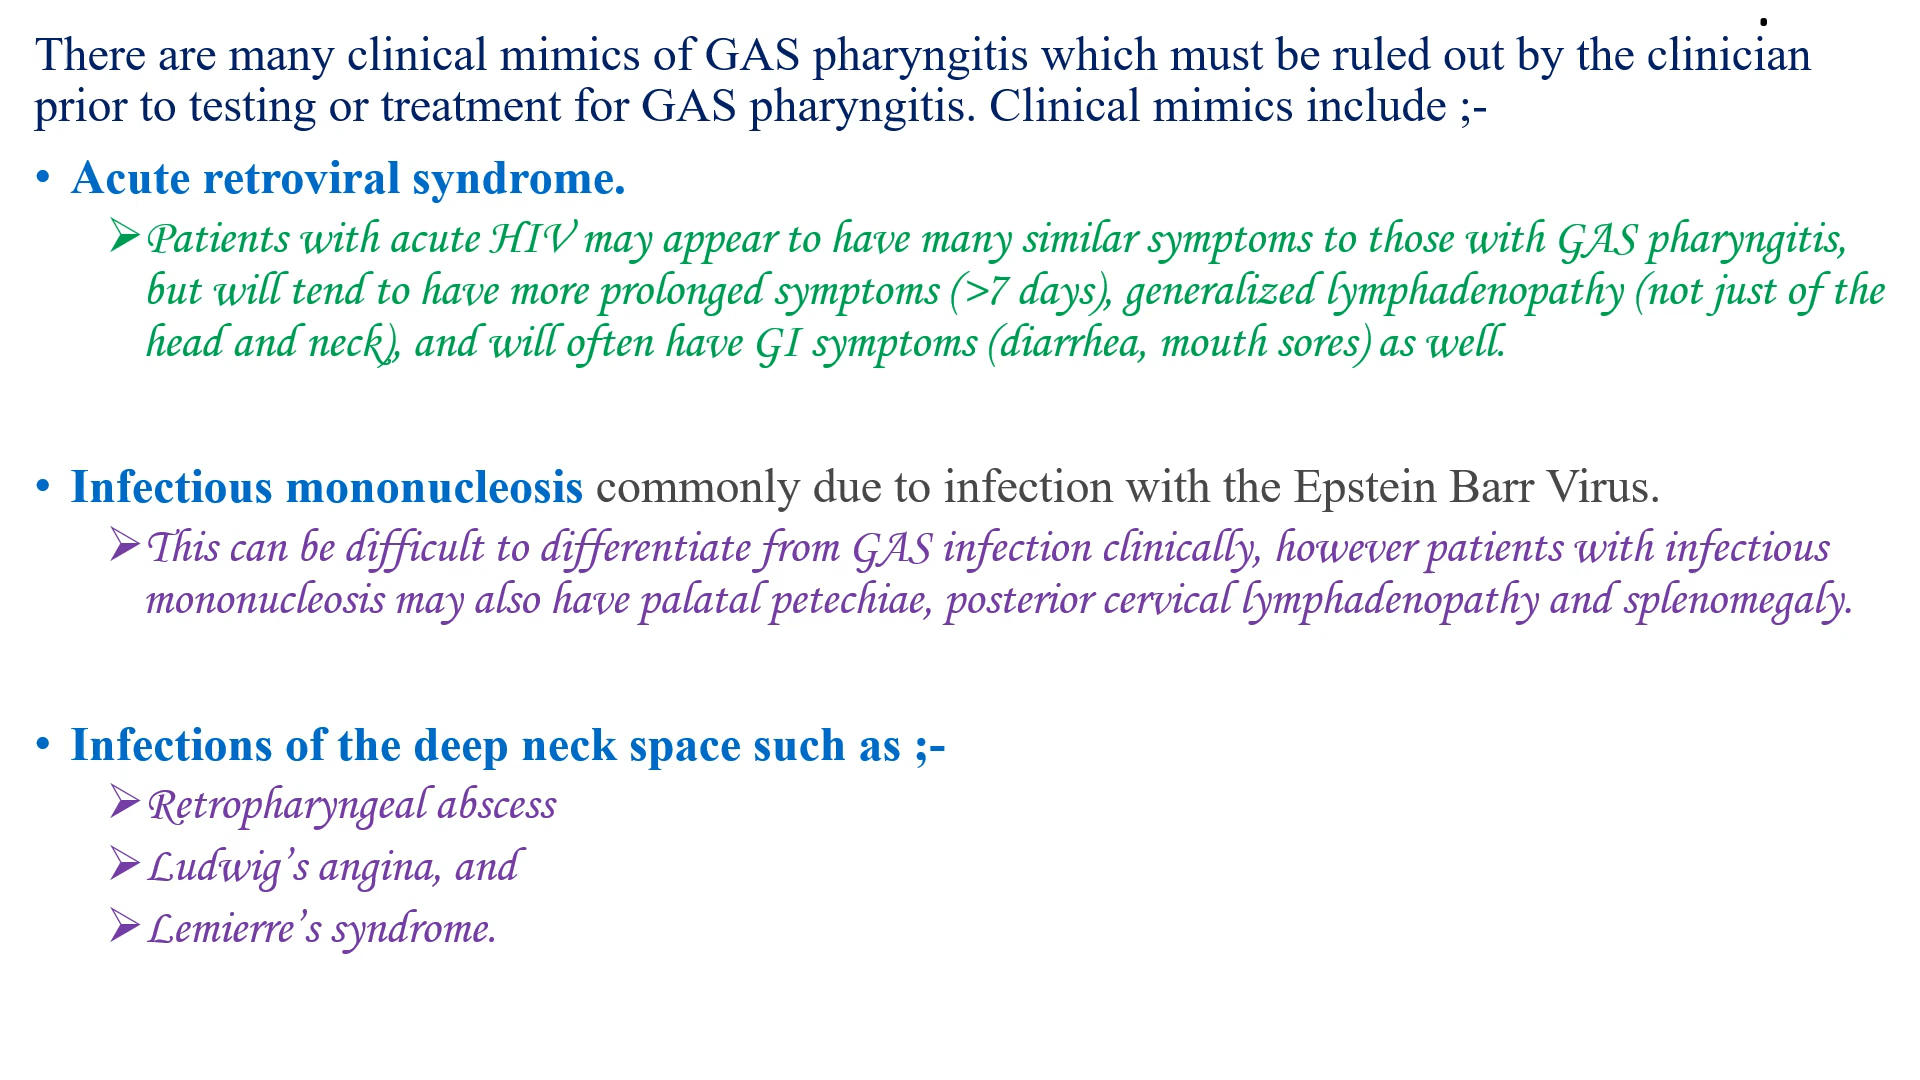 There are many clinical mimics of GAS pharyngitis which must be ruled out by the clinician
prior to testing or treatment for GAS pharyngitis. Clinical mimics include ;-
• Acute retroviral syndrome.
➢Patients with acute HIV may appear to have many similar symptoms to those with GAS pharyngitis,
but will tend to have more prolonged symptoms (>7 days), generalized lymphadenopathy (not just of the
head and neck), and will often have GI symptoms (diarrhea, mouth sores) as well.
• Infectious mononucleosis commonly due to infection with the Epstein Barr Virus.
➢This can be difficult to differentiate from GAS infection clinically, however patients with infectious
mononucleosis may also have palatal petechiae, posterior cervical lymphadenopathy and splenomegaly.
• Infections of the deep neck space such as ;-
➢Retropharyngeal abscess
➢Ludwig’s angina, and
➢Lemierre’s syndrome.